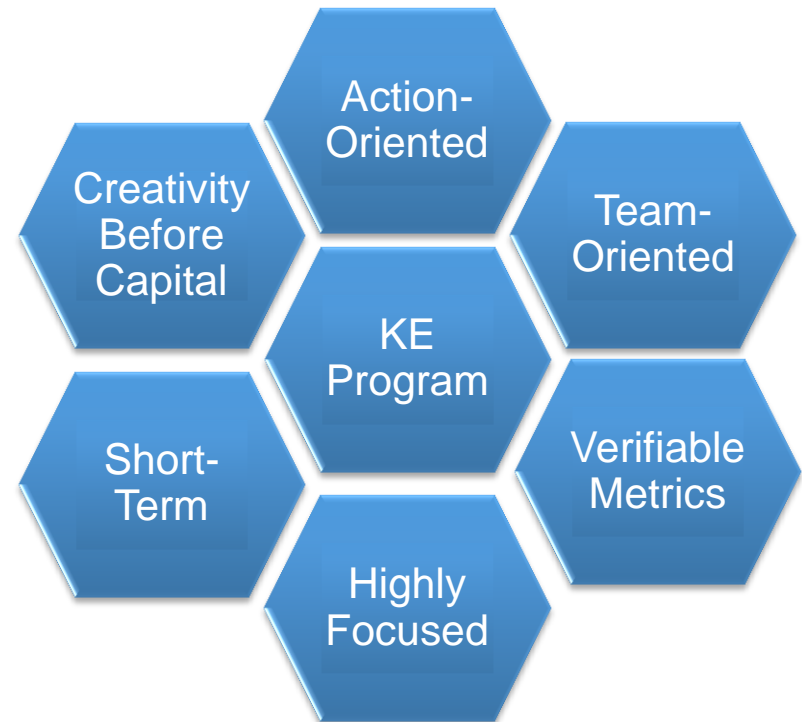 Action-
Oriented
Creativity
Before
Capital
Team-
Oriented
KE
Program
Short-
Term
Verifiable
Metrics
Highly
Focused